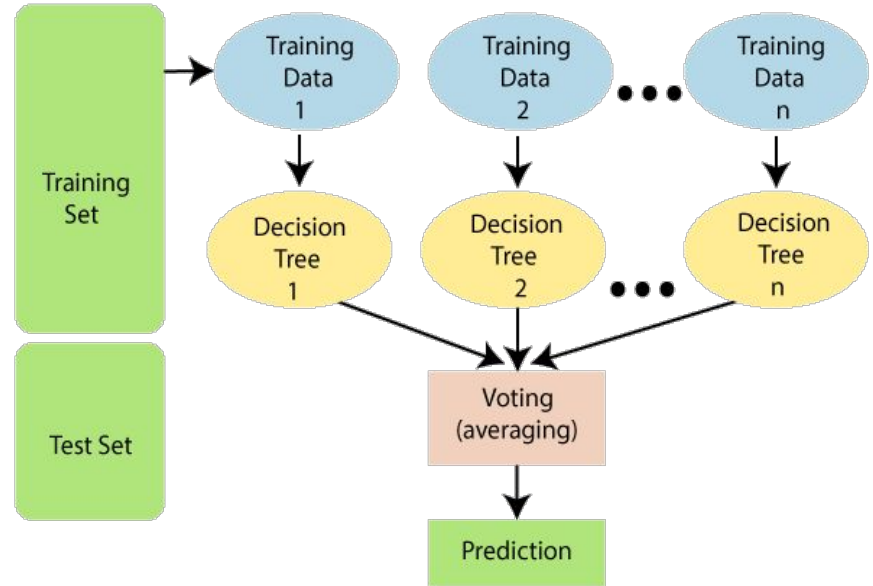 Training
Data
1
Training
Data
2
Training
Data
n
Training
Set
Decision
Tree
1
Decision
Tree
2
Decision
Tree
n
Voting
(averaging)
Test Set
Prediction